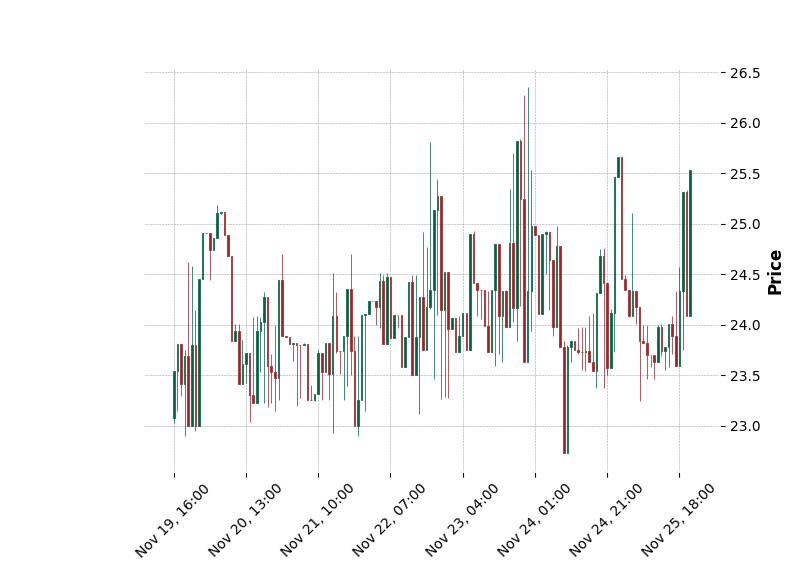 26.5
26.0
25.5
25.0
24.5
24.0
23.5
23.0
Price
Nov 19, 16:00
Nov 20, 13:00
Nov 21, 10:00
Nov 22, 07:00
Nov 23, 04:00
Nov 24, 01:00
Nov 24, 21:00
Nov 25, 18:00